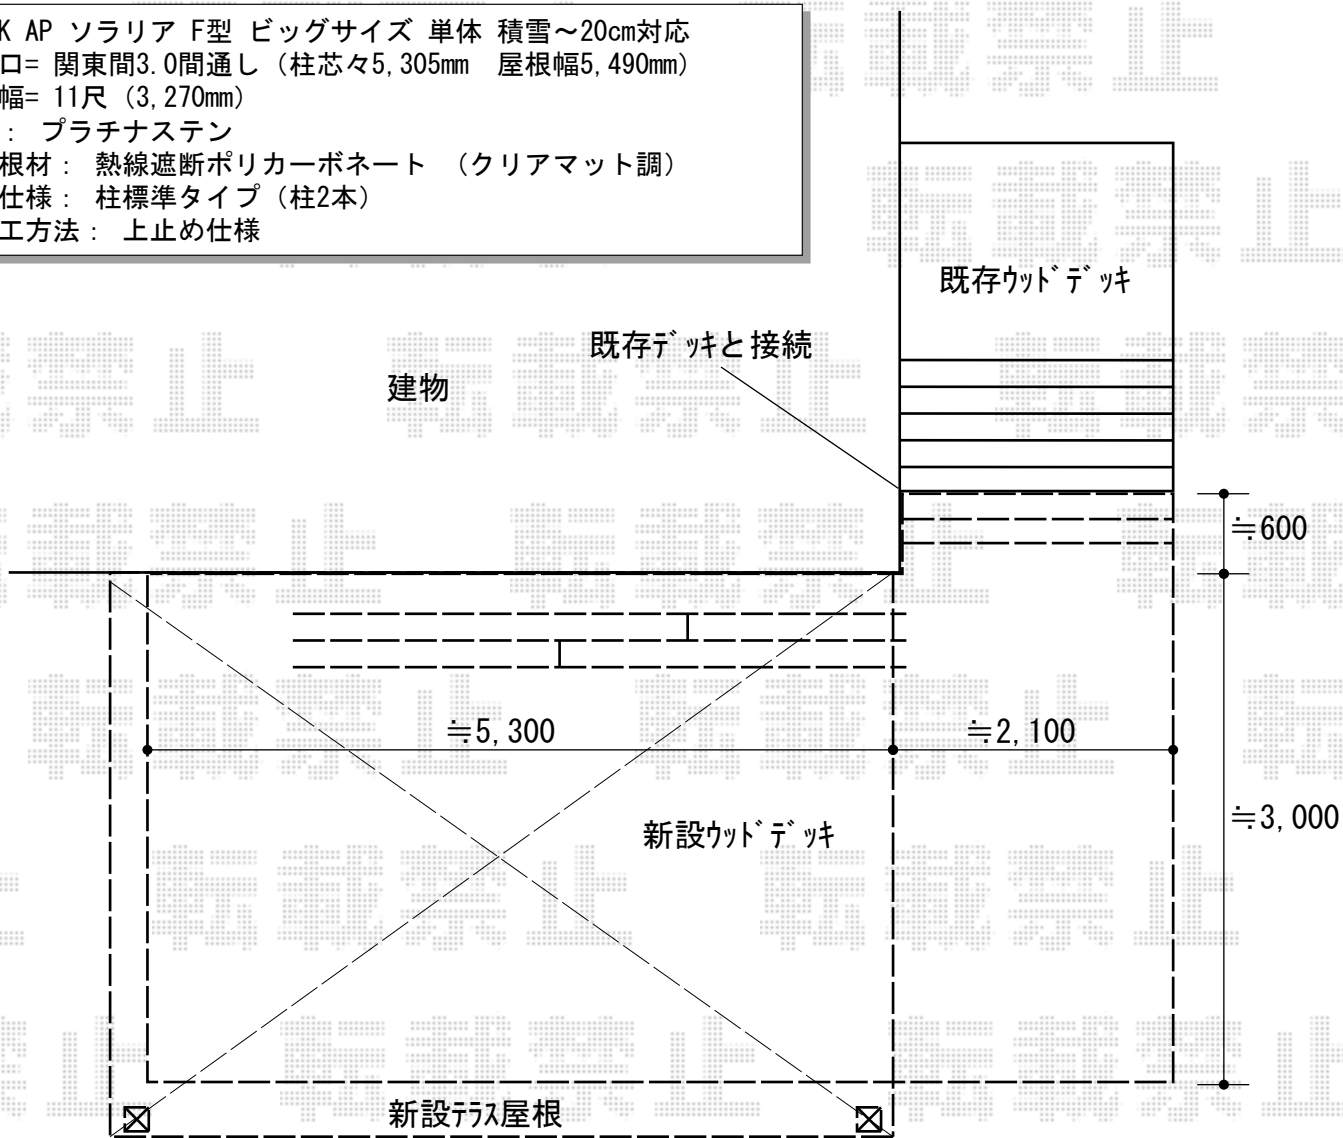 K AP ソラリア F型 ビッグサイズ 単体 積雪～20cm対応
口= 関東間3.0間通し（柱芯々5,305mm 屋根幅5,490mm）
幅= 11尺（3,270mm）
： プラチナステン
根材： 熱線遮断ポリカーボネート （クリアマット調）
仕様： 柱標準タイプ（柱2本）
工方法： 上止め仕様
既存ｳｯﾄﾞﾃﾞｯｷ
既存ﾃﾞｯｷと接続
建物
≒600
≒5,300
≒2,100
≒3,000
新設ｳｯﾄﾞﾃﾞｯｷ
新設ﾃﾗｽ屋根
転載禁止